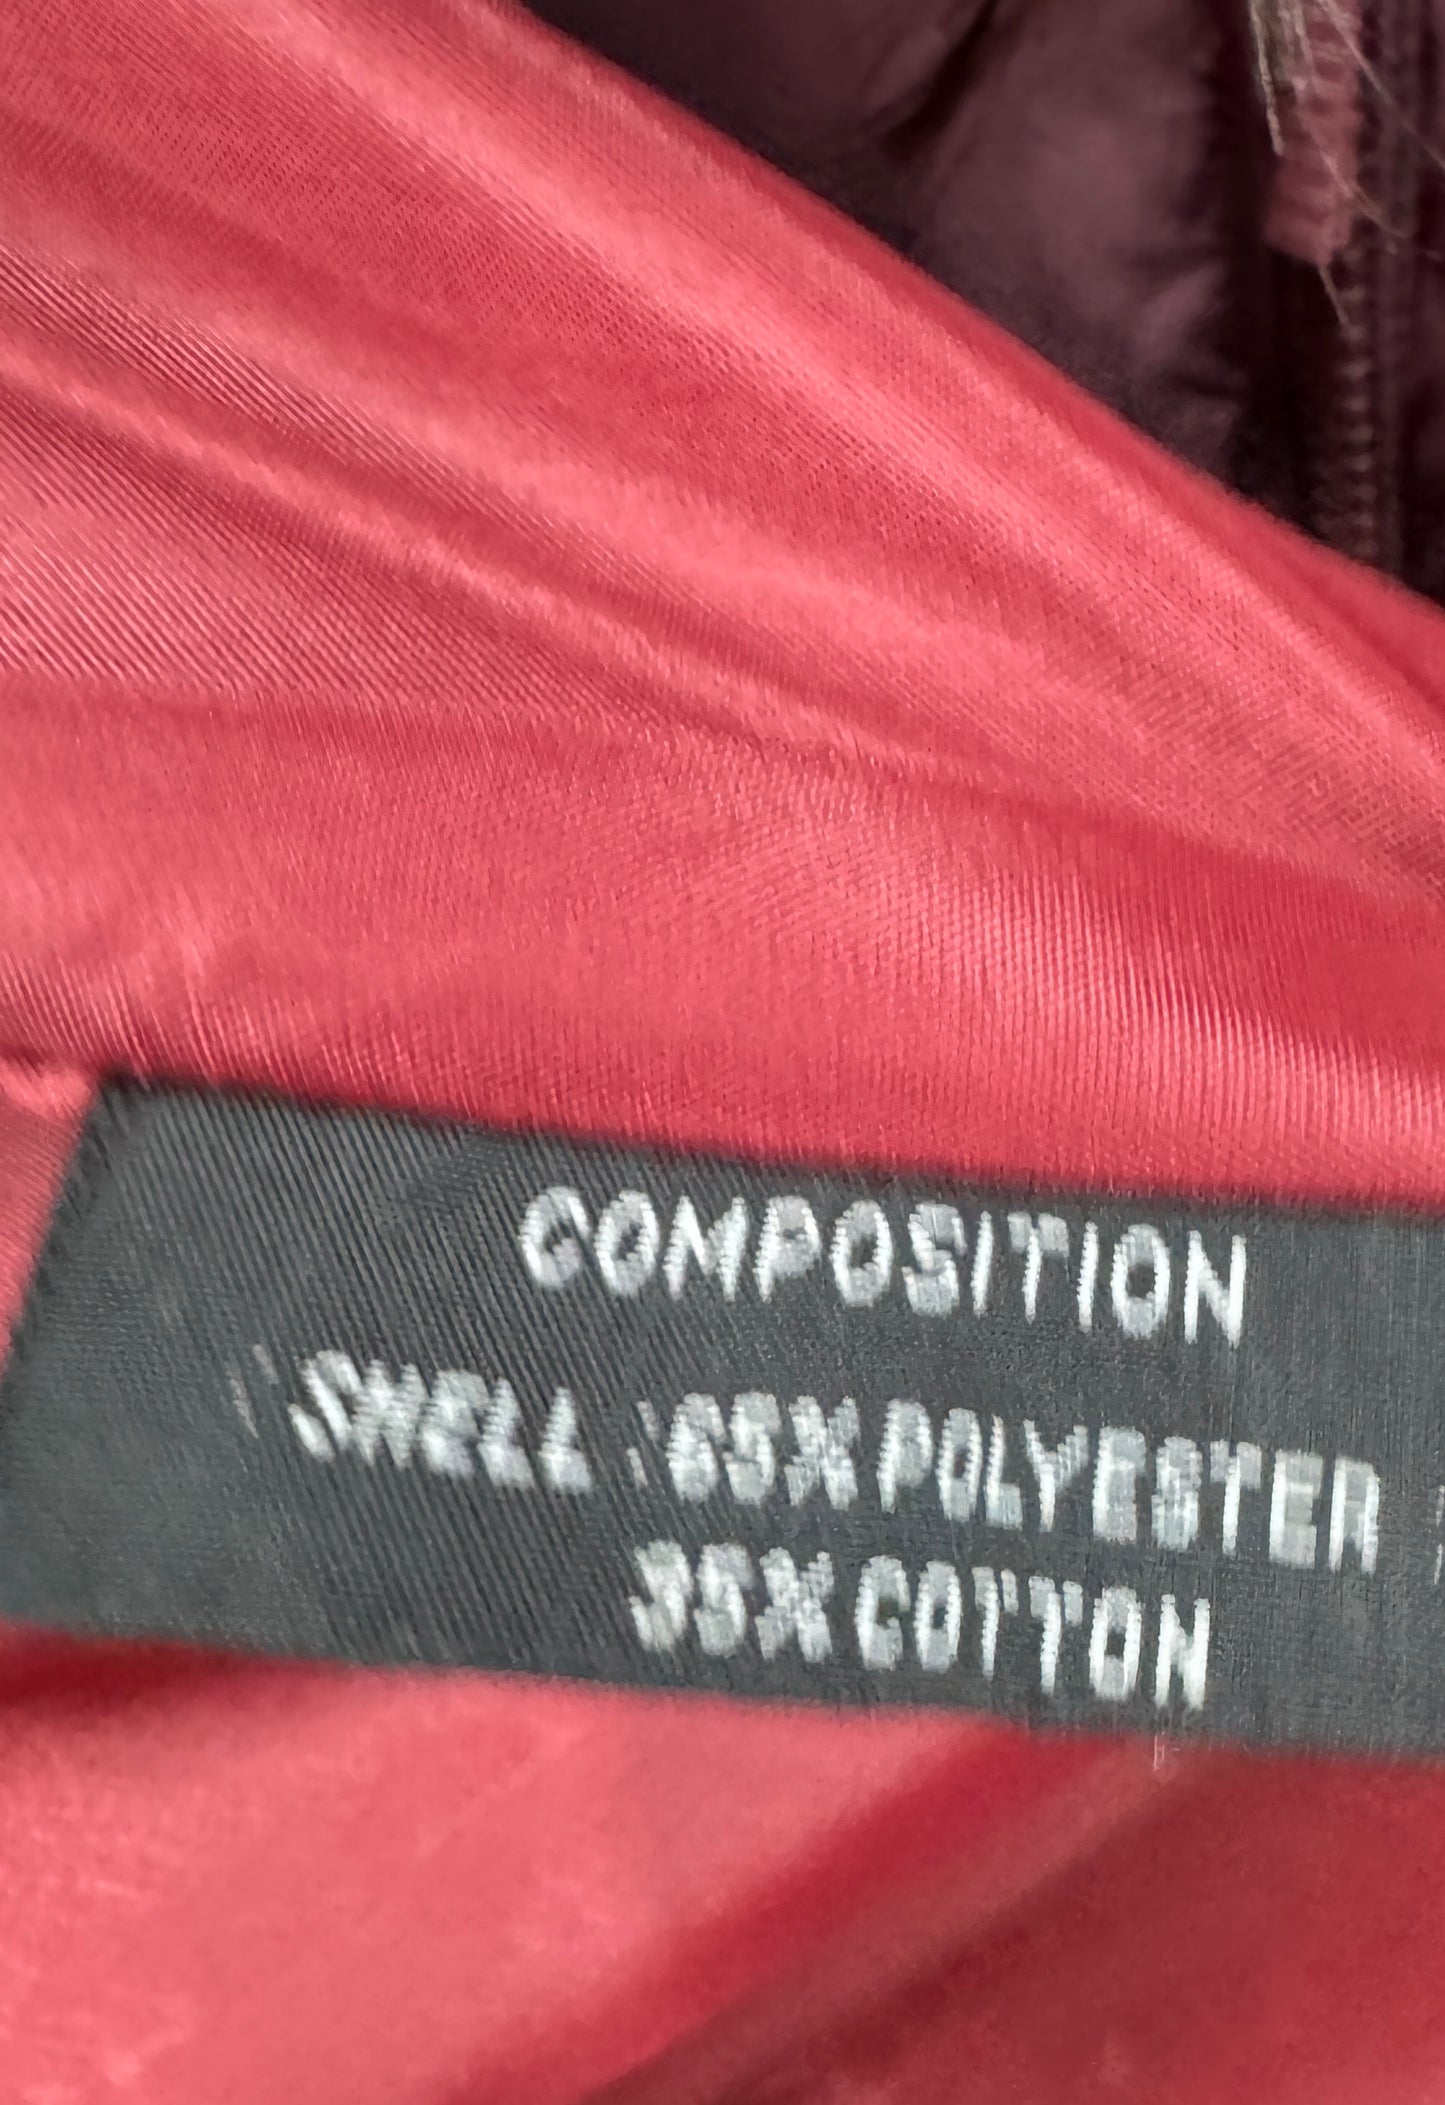 COMPOSITION
SHELL : 65% POLYESTER
35% COTTON